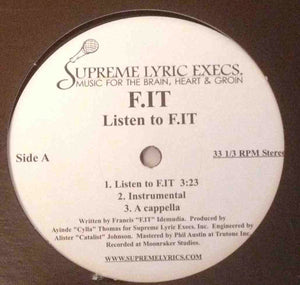 SUPREME LYRIC EXECS.
MUSIC FOR THE BRAIN, HEART & GROIN
F.IT
Listen to F.IT
Side A
33 1/3 RPM Stereo
1. Listen to F.IT 3:23
2. Instrumental
3. A cappella
Written by Francis "F.IT" Idemudia. Produced by
Ayinde "Cylla" Thomas for Supreme Lyric Execs, Inc. Engineered by
Alister "Catalist" Johnson. Mastered by Phil Austin at Trutone Inc.
Recorded at Moonraker Studios.
WWW.SUPREMELYRICS.COM